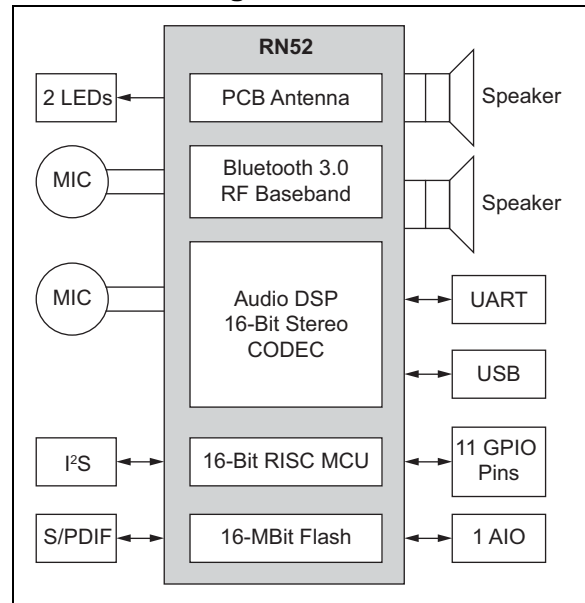 RN52
2 LEDs
PCB Antenna
Speaker
MIC
Bluetooth 3.0
RF Baseband
Speaker
MIC
Audio DSP
16-Bit Stereo
CODEC
UART
USB
I²S
16-Bit RISC MCU
11 GPIO
Pins
S/PDIF
16-MBit Flash
1 AIO